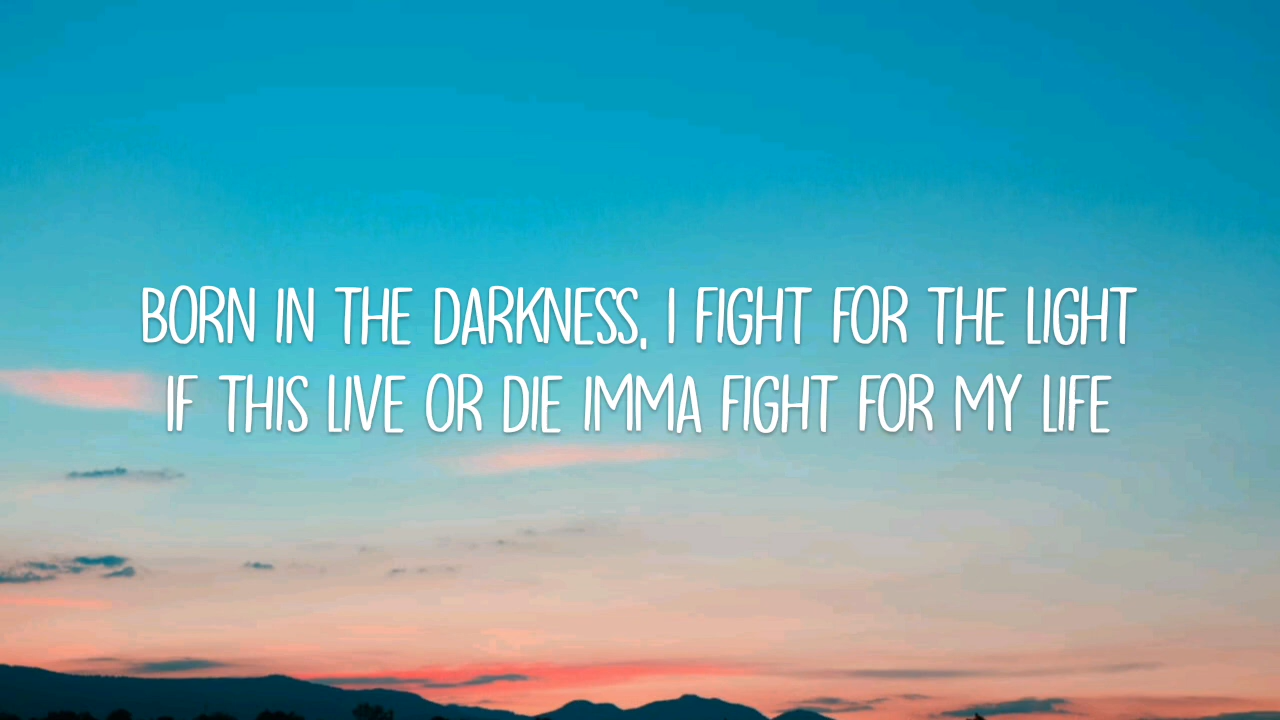 BORN IN THE DARKNESS, I FIGHT FOR THE LIGHT
IF THIS LIVE OR DIE IMMA FIGHT FOR MY LIFE